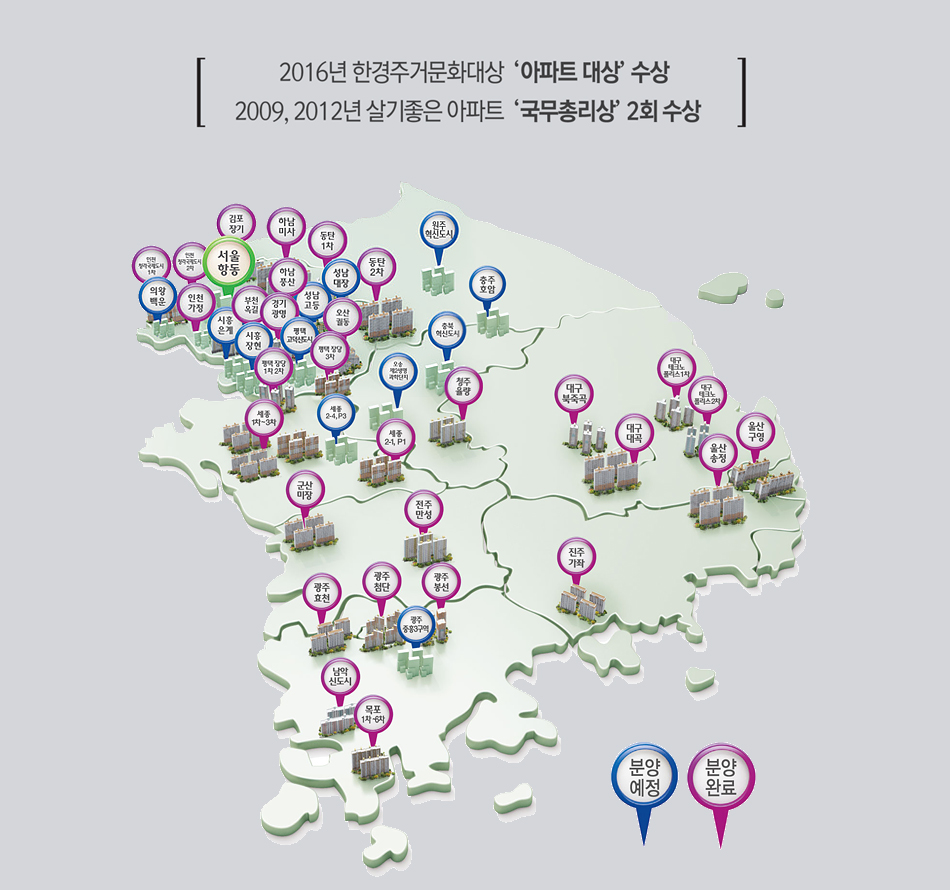 2016년 한경주거문화대상 ‘아파트 대상’ 수상
2009, 2012년 살기좋은 아파트 ‘국무총리상’ 2회 수상
김포
장기
하남
미사
동탄
1차
원주
혁신도시
인천
청라국제도시
1차
인천
청라국제도시
2차
서울
항동
하남
풍산
성남
대장
동탄
2차
충주
호암
의왕
백운
인천
가정
부천
옥길
경기
광명
성남
고등
오산
궐동
시흥
은계
시흥
장현
평택
고덕신도시
충북
혁신도시
평택 장당
1차 2차
평택 장당
3차
오송
제2생명
과학단지
청주
율량
대구
북죽곡
대구
테크노
폴리스1차
대구
테크노
폴리스2차
세종
1차~3차
세종
2-4, P3
세종
2-1, P1
대구
대곡
울산
송정
울산
구영
군산
미장
전주
만성
진주
가좌
광주
효천
광주
첨단
광주
봉선
광주
중흥3구역
남악
신도시
목포
1차~6차
분양
예정
분양
완료